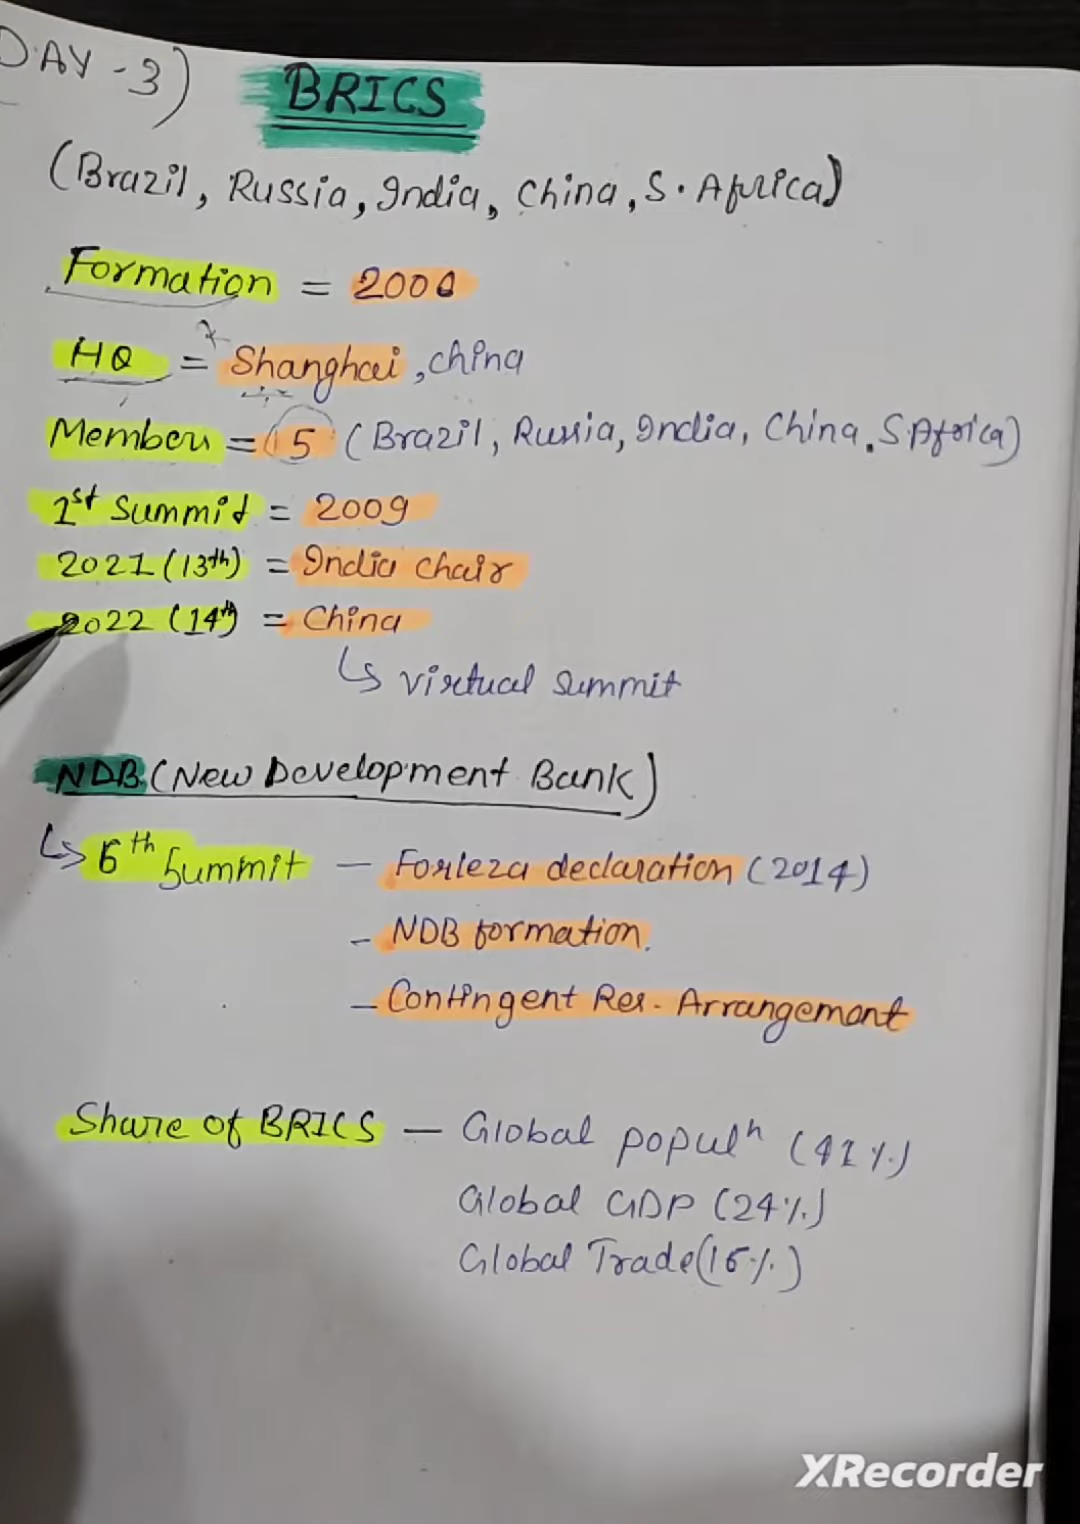 DAY-3)
BRICS
(Brazil, Russia, India, China, S. Africa)
Formation = 2006
HQ = Shanghai, china
Members = 5 (Brazil, Russia, India, China, S.Africa)
1st Summit = 2009
2021 (13th) = India chair
2022 (14th) = China
↳ virtual summit
NDB (New Development Bank)
↳ 6th Summit - Forleza declaration (2014)
- NDB formation.
- Contingent Res. Arrangement
Share of BRICS - Global populn (41%)
Global GDP (24%)
Global Trade (16%)
XRecorder